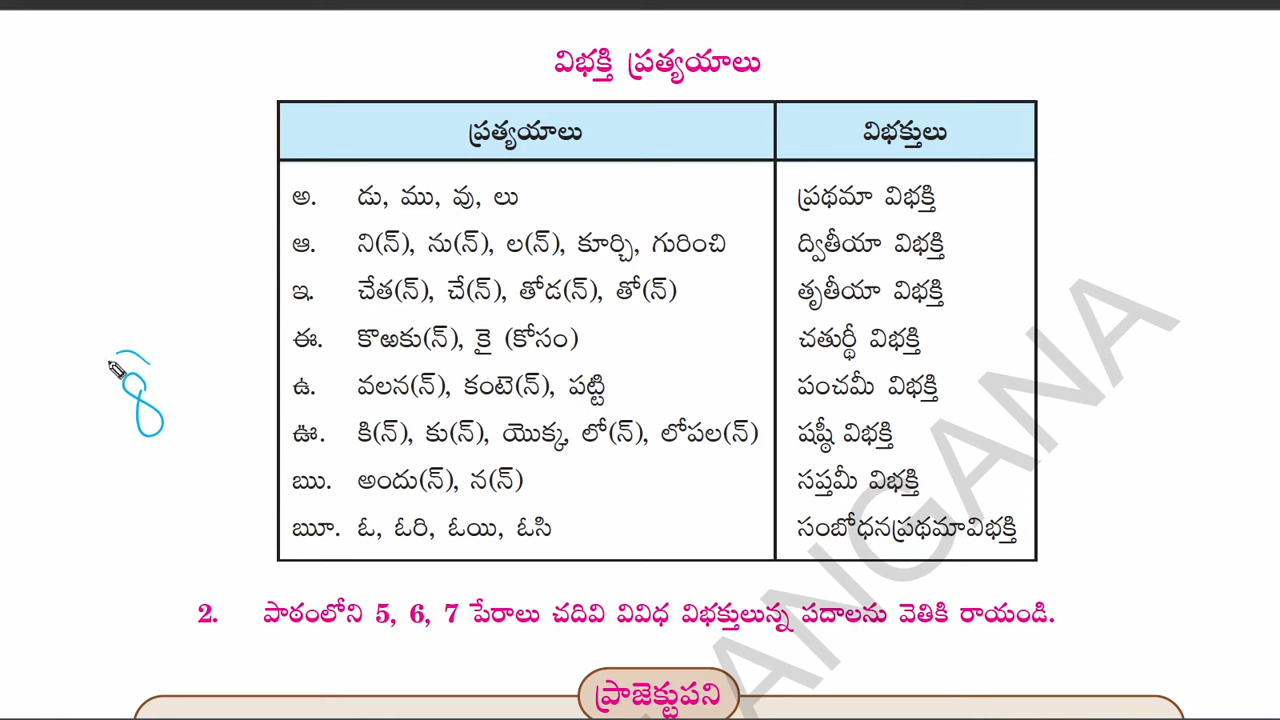 విభక్తి ప్రత్యయాలు
ప్రత్యయాలు విభక్తులు
అ. డు, ము, వు, లు ప్రథమా విభక్తి
ఆ. ని(న్), ను(న్), ల(న్), కూర్చి, గురించి ద్వితీయా విభక్తి
ఇ. చేత(న్), చే(న్), తోడ(న్), తో(న్) తృతీయా విభక్తి
ఈ. కొఱకు(న్), కై (కోసం) చతుర్థీ విభక్తి
ఉ. వలన(న్), కంటె(న్), పట్టి పంచమీ విభక్తి
ఊ. కి(న్), కు(న్), యొక్క, లో(న్), లోపల(న్) షష్ఠీ విభక్తి
ఋ. అందు(న్), న(న్) సప్తమీ విభక్తి
ౠ. ఓ, ఓరి, ఓయి, ఓసి సంబోధనప్రథమావిభక్తి
8
2. పాఠంలోని 5, 6, 7 పేరాలు చదివి వివిధ విభక్తులున్న పదాలను వెతికి రాయండి.
ప్రాజెక్టుపని
ANGANA